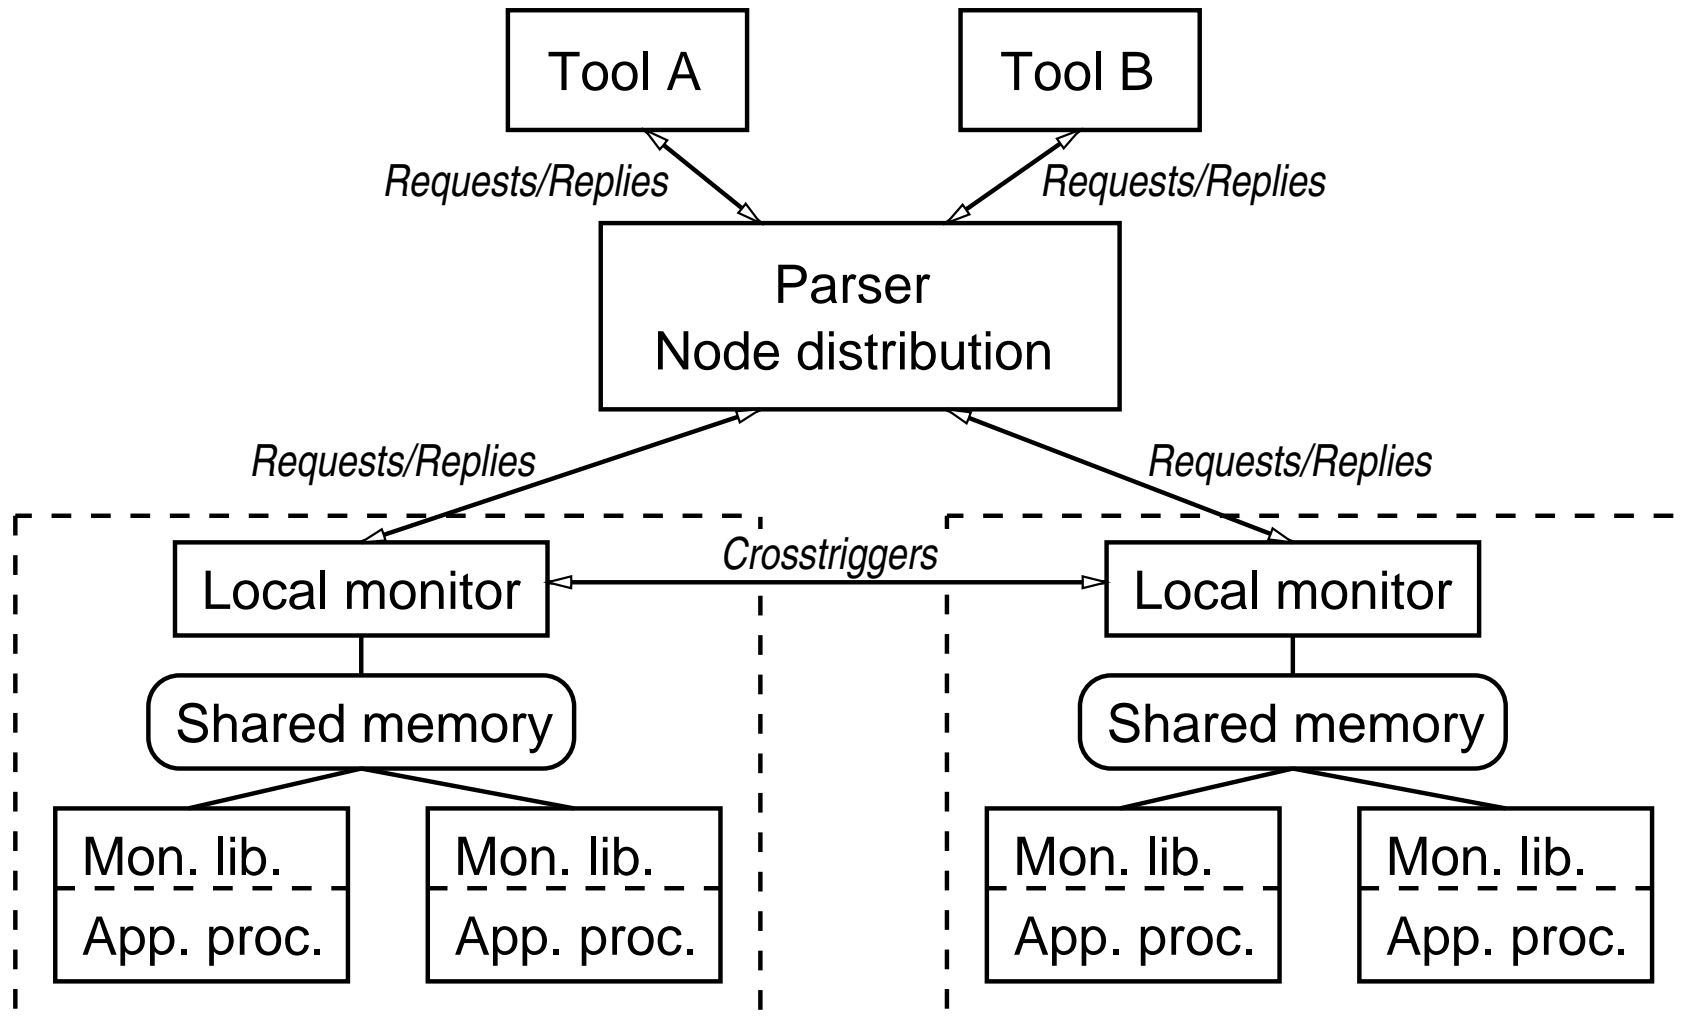 Tool A
Tool B
Requests/Replies
Requests/Replies
Parser
Node distribution
Requests/Replies
Requests/Replies
Crosstriggers
Local monitor
Local monitor
Shared memory
Shared memory
Mon. lib.
Mon. lib.
Mon. lib.
Mon. lib.
App. proc.
App. proc.
App. proc.
App. proc.